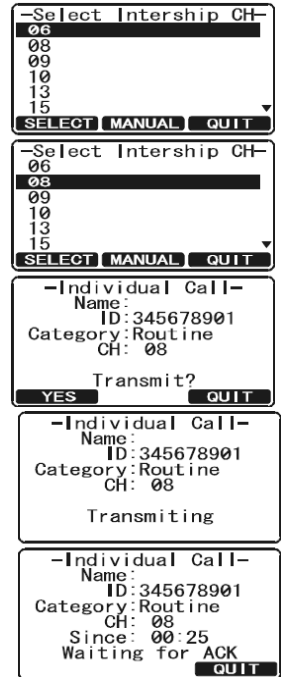 -Select Intership CH-
06
08
09
10
13
15
SELECT MANUAL QUIT
-Select Intership CH-
06
08
09
10
13
15
SELECT MANUAL QUIT
-Individual Call-
Name:
ID:345678901
Category:Routine
CH: 08
Transmit?
YES QUIT
-Individual Call-
Name:
ID:345678901
Category:Routine
CH: 08
Transmiting
-Individual Call-
Name:
ID:345678901
Category:Routine
CH: 08
Since: 00:25
Waiting for ACK
QUIT